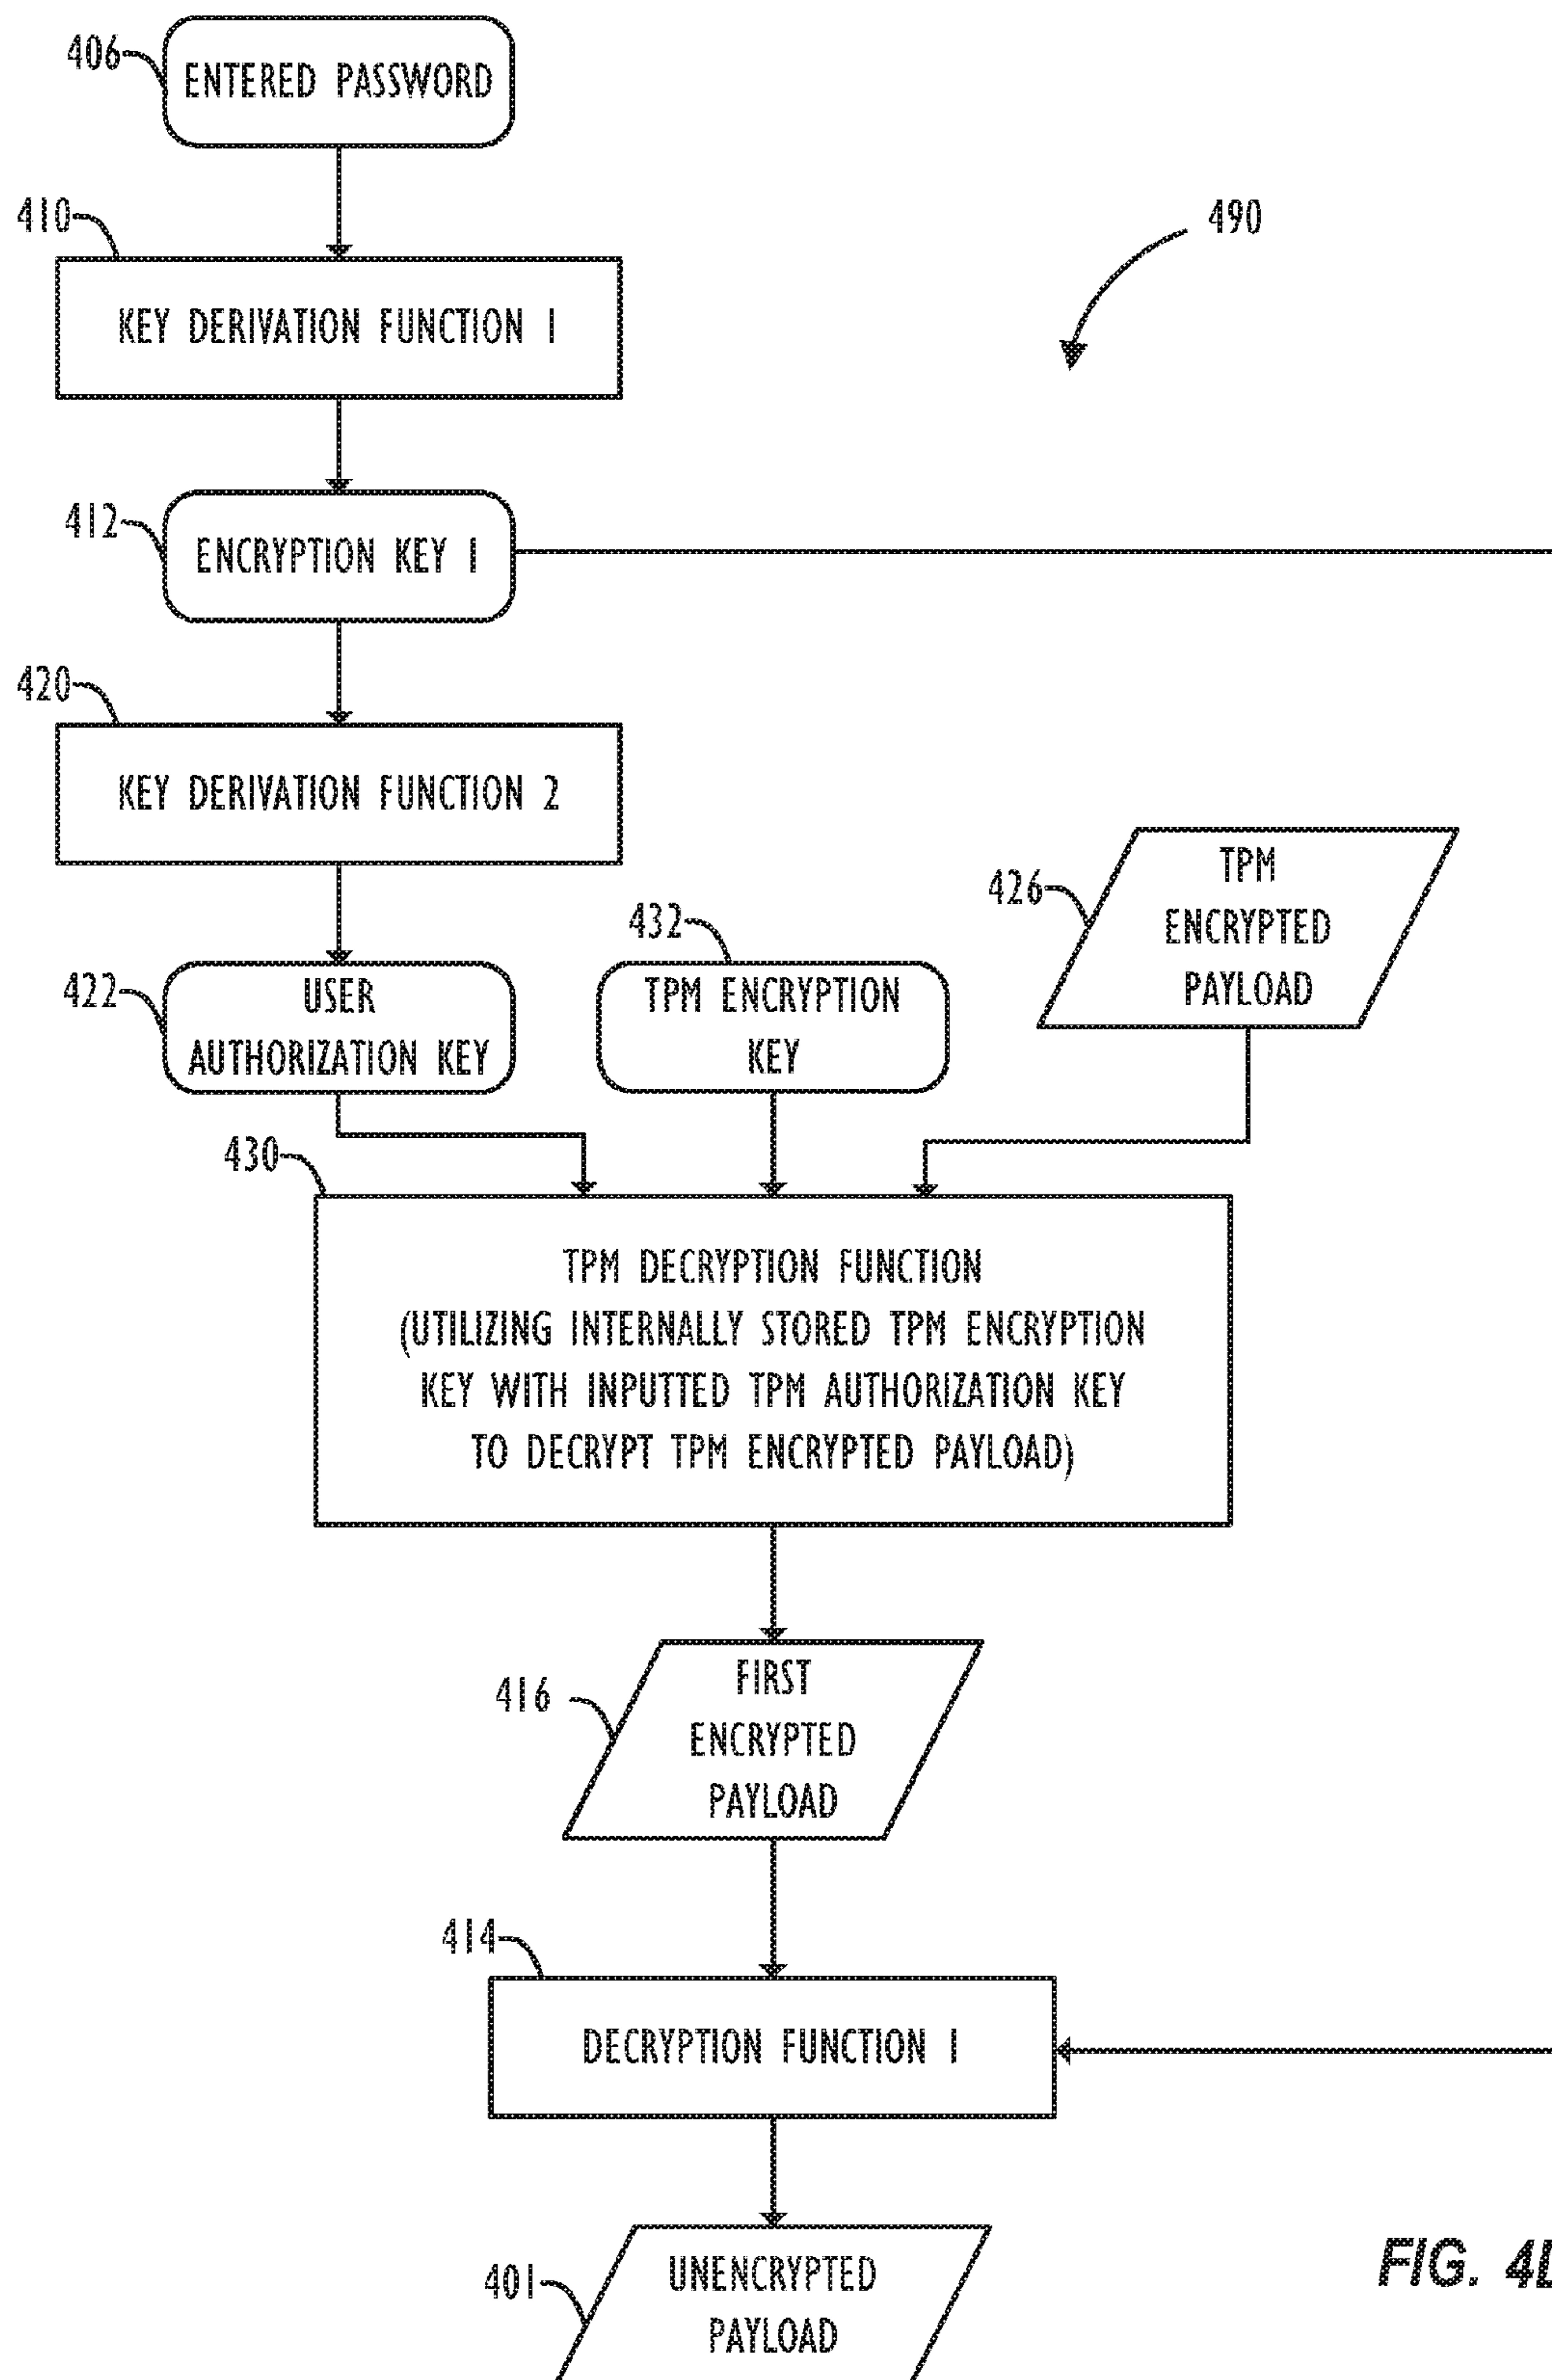 406
ENTERED PASSWORD
410
490
KEY DERIVATION FUNCTION 1
412
ENCRYPTION KEY 1
420
KEY DERIVATION FUNCTION 2
426
TPM
ENCRYPTED
PAYLOAD
432
422
USER
AUTHORIZATION KEY
TPM ENCRYPTION
KEY
430
TPM DECRYPTION FUNCTION
(UTILIZING INTERNALLY STORED TPM ENCRYPTION
KEY WITH INPUTTED TPM AUTHORIZATION KEY
TO DECRYPT TPM ENCRYPTED PAYLOAD)
416
FIRST
ENCRYPTED
PAYLOAD
414
DECRYPTION FUNCTION 1
401
UNENCRYPTED
PAYLOAD
FIG.